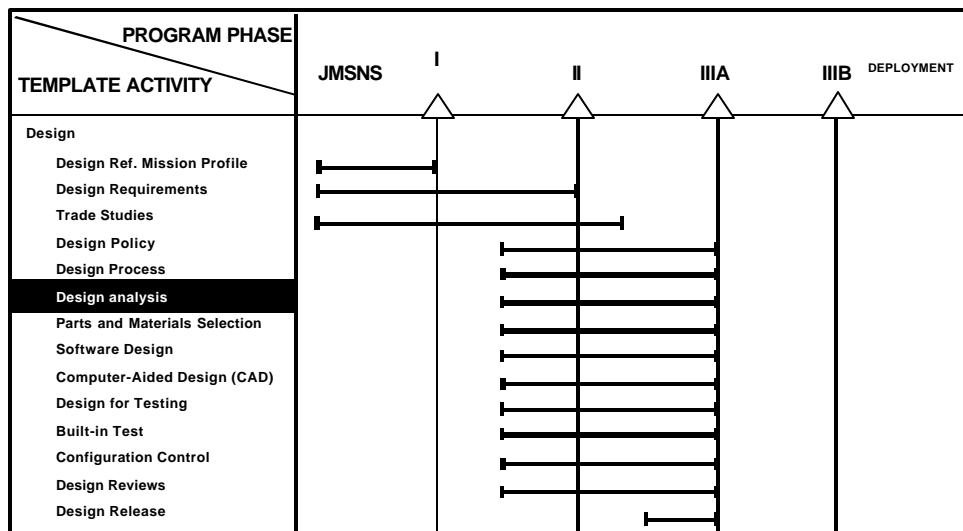 PROGRAM PHASE
TEMPLATE ACTIVITY
JMSNS
I
II
IIIA
IIIB
DEPLOYMENT
Design
Design Ref. Mission Profile
Design Requirements
Trade Studies
Design Policy
Design Process
Design analysis
Parts and Materials Selection
Software Design
Computer-Aided Design (CAD)
Design for Testing
Built-in Test
Configuration Control
Design Reviews
Design Release